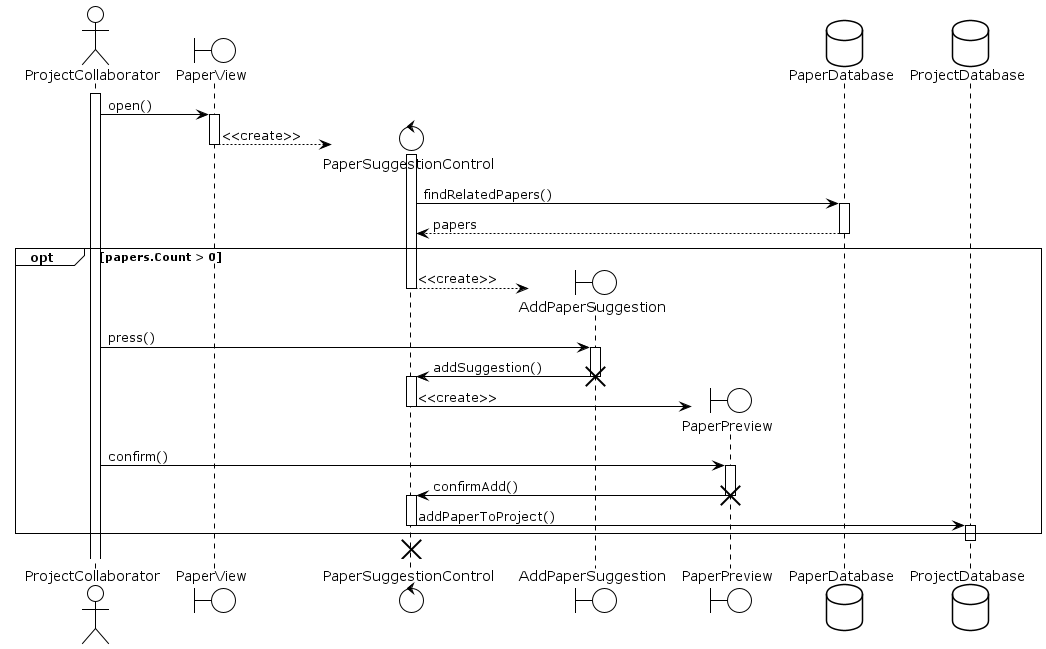 ProjectCollaborator
PaperView
PaperDatabase
ProjectDatabase
open()
<<create>>
PaperSuggestionControl
findRelatedPapers()
papers
opt
[papers.Count > 0]
<<create>>
AddPaperSuggestion
press()
addSuggestion()
<<create>>
PaperPreview
confirm()
confirmAdd()
addPaperToProject()
ProjectCollaborator
PaperView
PaperSuggestionControl
AddPaperSuggestion
PaperPreview
PaperDatabase
ProjectDatabase